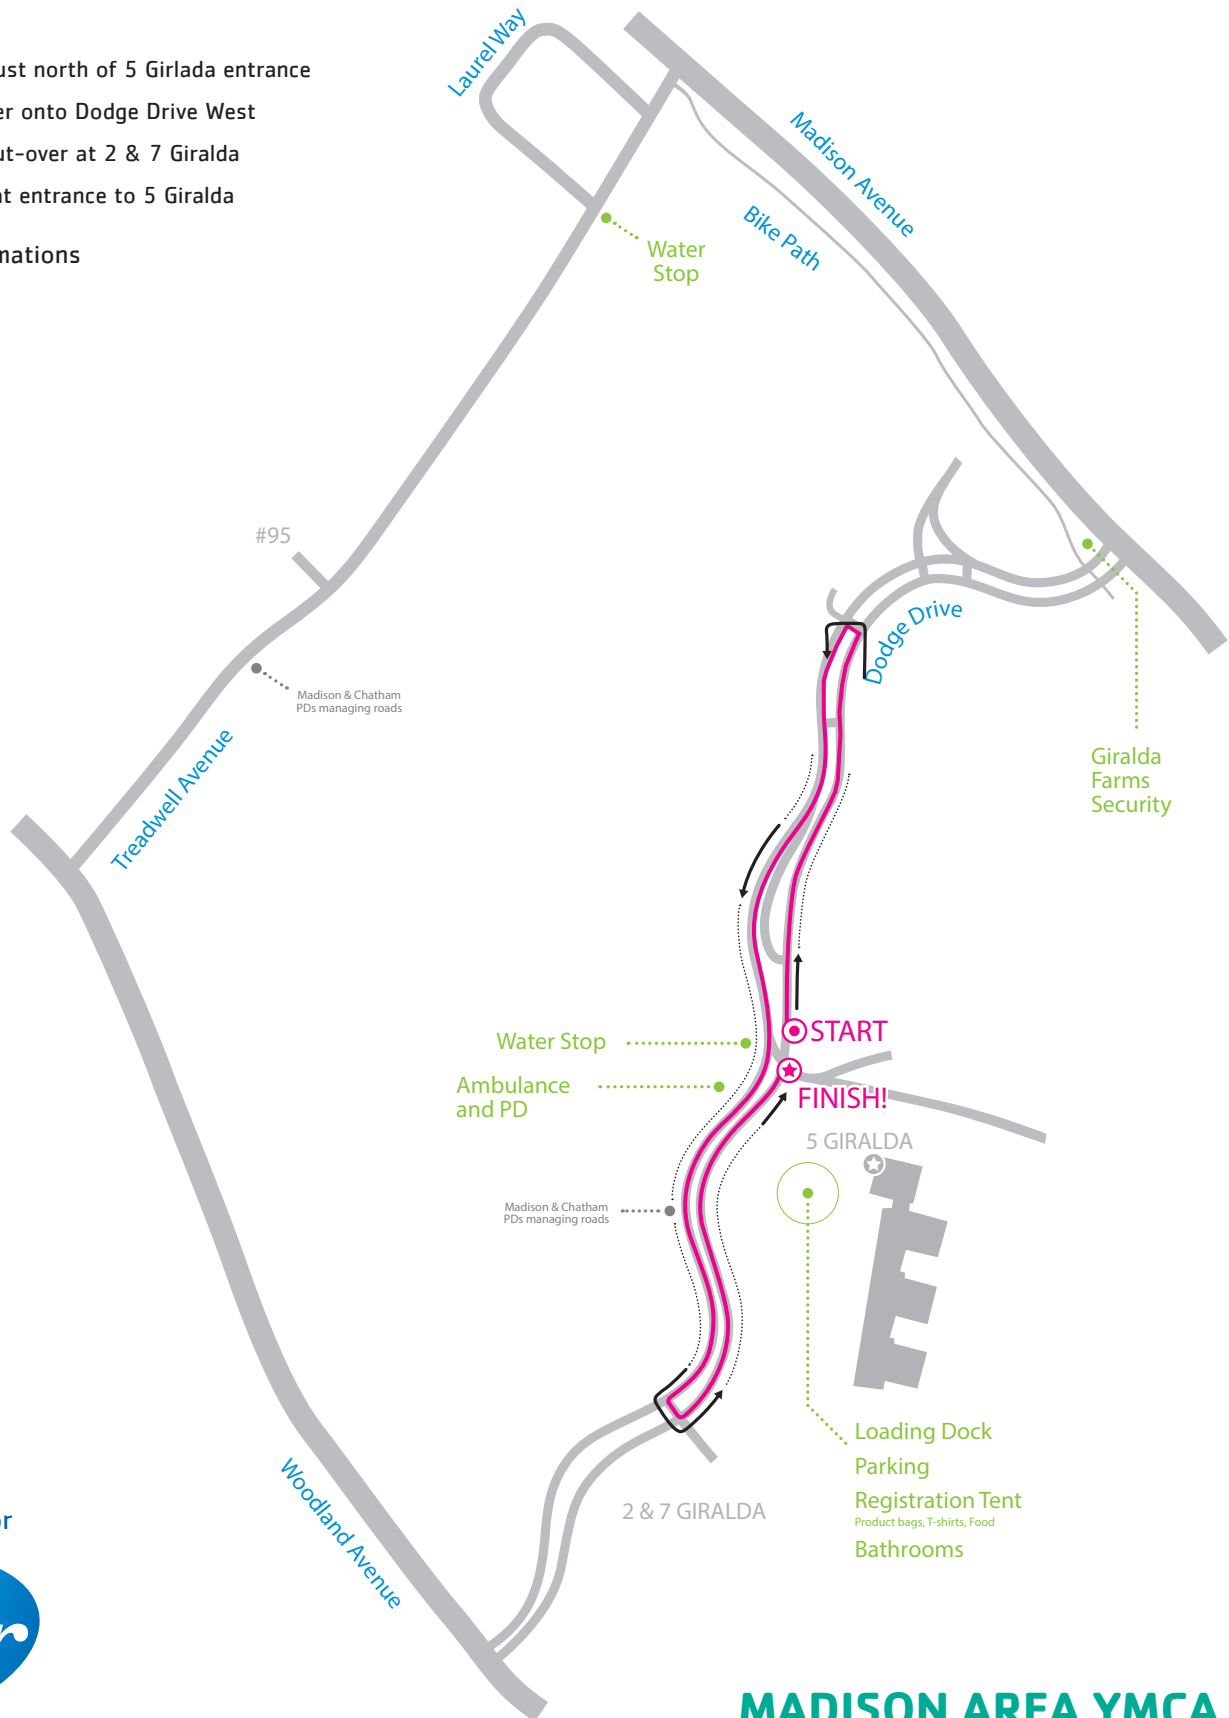 ust north of 5 Girlada entrance
er onto Dodge Drive West
ut-over at 2 & 7 Giralda
at entrance to 5 Giralda
mations
Laurel Way
Madison Avenue
Bike Path
Water
Stop
#95
Dodge Drive
Madison & Chatham
PDs managing roads
Treadwell Avenue
Giralda
Farms
Security
START
Water Stop
Ambulance
and PD
FINISH!
5 GIRALDA
Madison & Chatham
PDs managing roads
Loading Dock
Parking
Registration Tent
Product bags, T-shirts, Food
Bathrooms
2 & 7 GIRALDA
Woodland Avenue
or
r
MADISON AREA YMCA